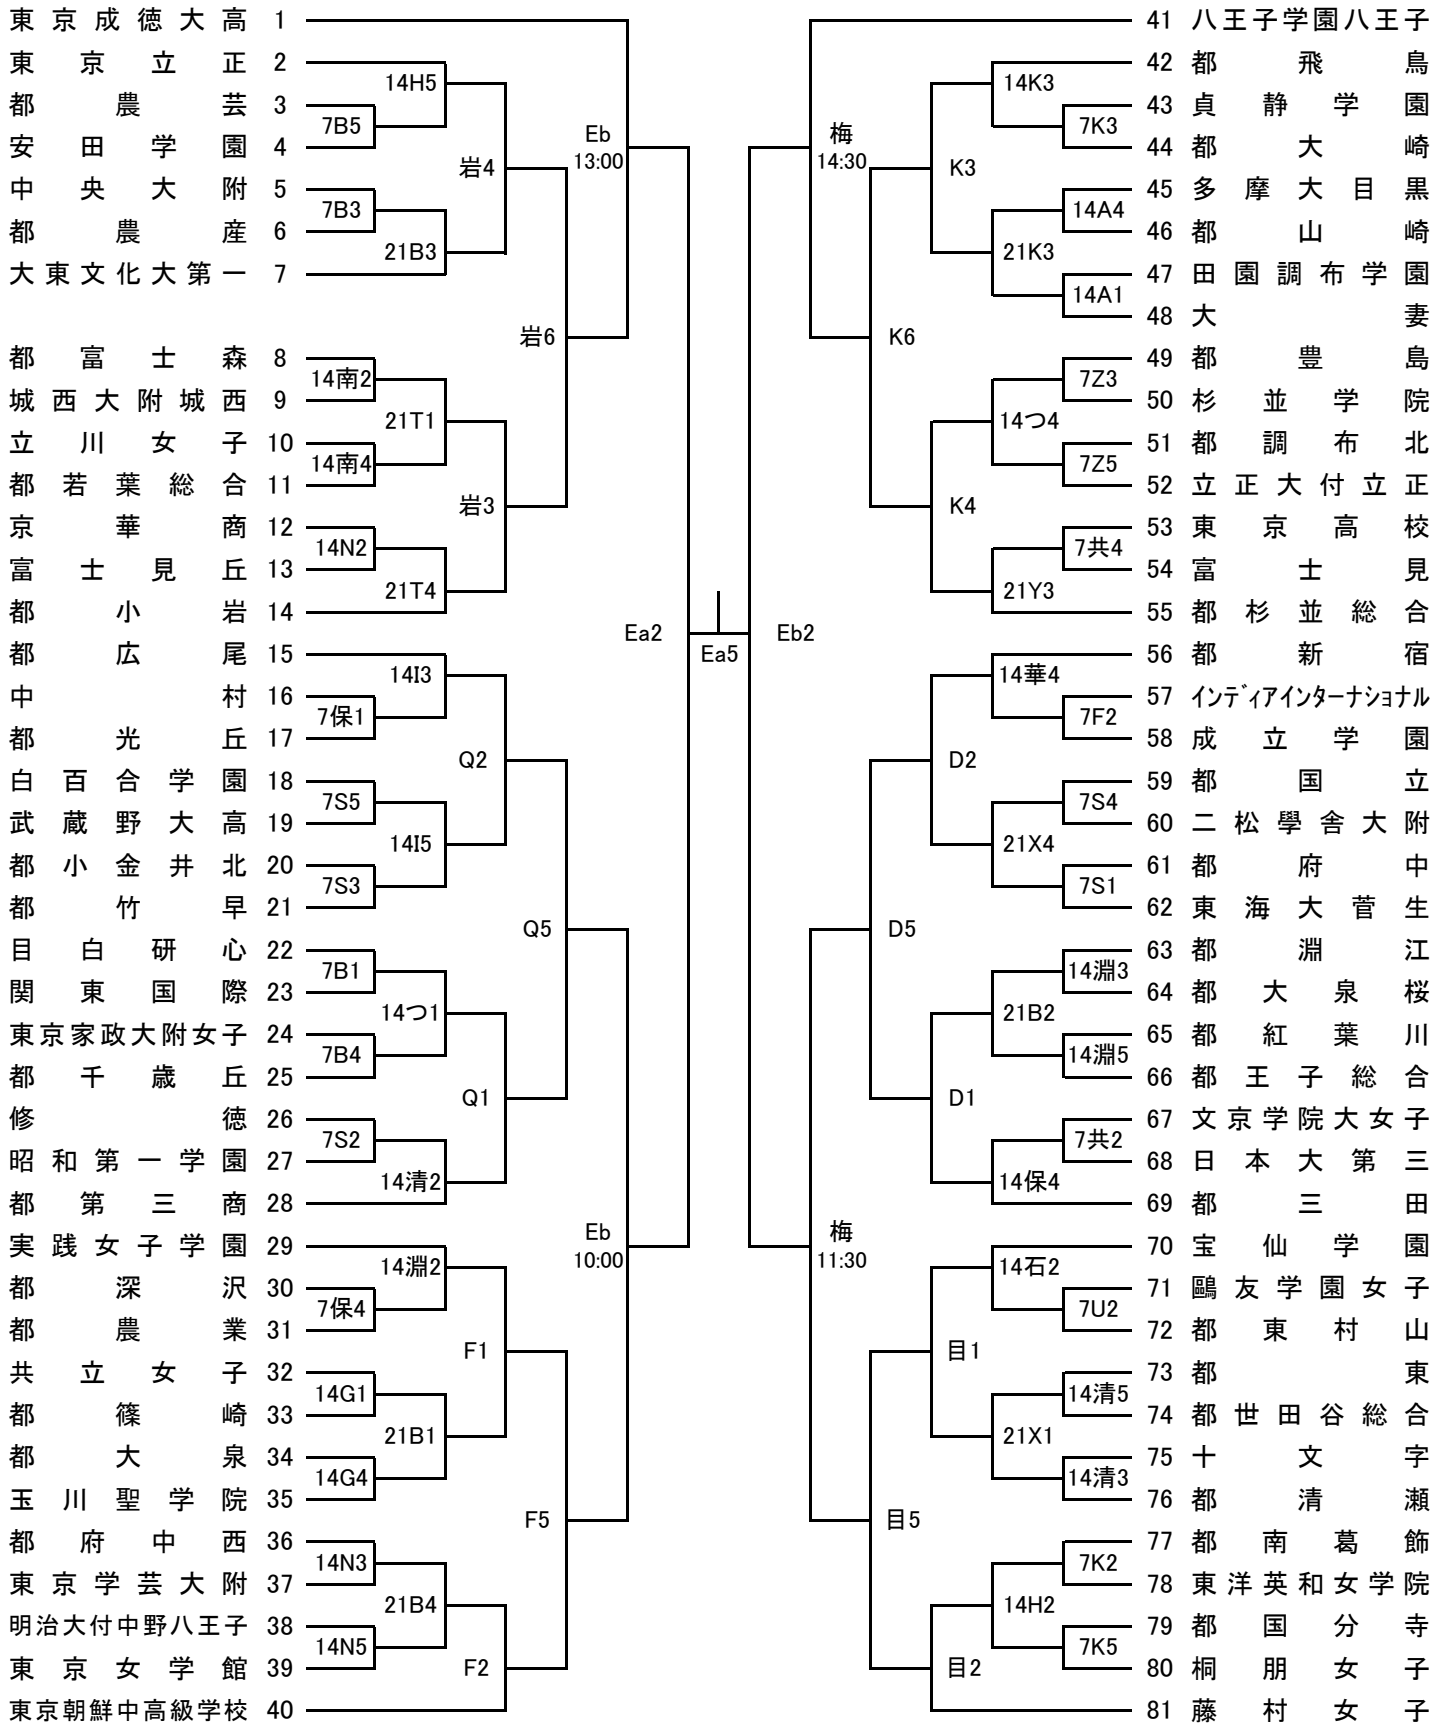 東京成徳大高 1
東京立正 2
都農芸 3
安田学園 4
中央大附 5
都農産 6
大東文化大第一 7
都富士森 8
城西大附城西 9
立川女子 10
都若葉総合 11
京華商 12
富士見丘 13
都小岩 14
都広尾 15
中村 16
都光丘 17
白百合学園 18
武蔵野大高 19
都小金井北 20
都竹早 21
目白研心 22
関東国際 23
東京家政大附女子 24
都千歳丘 25
修徳 26
昭和第一学園 27
都第三商 28
実践女子学園 29
都深沢 30
都農業 31
共立女子 32
都篠崎 33
都大泉 34
玉川聖学院 35
都府中西 36
東京学芸大附 37
明治大付中野八王子 38
東京女学館 39
東京朝鮮中高級学校 40
7B5
7B3
14南2
14南4
14N2
7保1
7S5
7S3
7B1
7B4
7S2
7保4
14G1
14G4
14N3
14N5
14H5
21B3
21T1
21T4
14I3
14I5
14つ1
14清2
14淵2
21B1
21B4
岩4
岩3
Q2
Q1
F1
F2
岩6
Q5
F5
Eb
13:00
Eb
10:00
Ea2
Ea5
Eb2
梅
14:30
梅
11:30
K6
D5
目5
K3
K4
D2
D1
目1
目2
14K3
21K3
14つ4
21Y3
14華4
21X4
21B2
14保4
14石2
21X1
14H2
7K3
14A4
14A1
7Z3
7Z5
7共4
7F2
7S4
7S1
14淵3
14淵5
7共2
7U2
14清5
14清3
7K2
7K5
41 八王子学園八王子
42 都飛鳥
43 貞静学園
44 都大崎
45 多摩大目黒
46 都山崎
47 田園調布学園
48 大妻
49 都豊島
50 杉並学院
51 都調布北
52 立正大付立正
53 東京高校
54 富士見
55 都杉並総合
56 都新宿
57 インディアインターナショナル
58 成立学園
59 都国立
60 二松學舎大附
61 都府中
62 東海大菅生
63 都淵江
64 都大泉桜
65 都紅葉川
66 都王子総合
67 文京学院大女子
68 日本大第三
69 都三田
70 宝仙学園
71 鷗友学園女子
72 都東村山
73 都東
74 都世田谷総合
75 十文字
76 都清瀬
77 都南葛飾
78 東洋英和女学院
79 都国分寺
80 桐朋女子
81 藤村女子